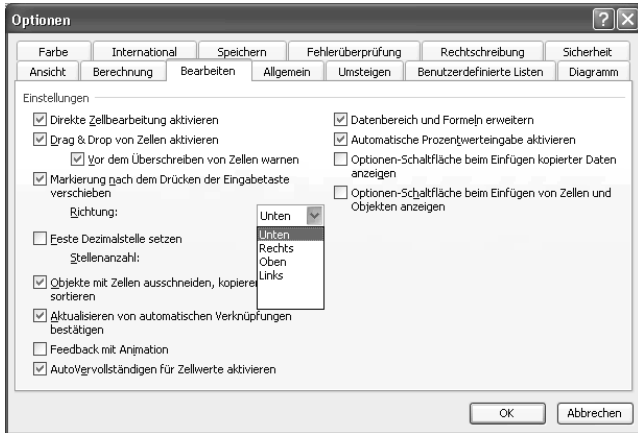 Optionen
Farbe
International
Speichern
Fehlerüberprüfung
Rechtschreibung
Sicherheit
Ansicht
Berechnung
Bearbeiten
Allgemein
Umsteigen
Benutzerdefinierte Listen
Diagramm
Einstellungen
Direkte Zellbearbeitung aktivieren
Drag & Drop von Zellen aktivieren
Vor dem Überschreiben von Zellen warnen
Markierung nach dem Drücken der Eingabetaste
verschieben
Richtung:
Unten
Unten
Rechts
Oben
Links
Feste Dezimalstelle setzen
Stellenanzahl:
Objekte mit Zellen ausschneiden, kopieren
sortieren
Aktualisieren von automatischen Verknüpfungen
bestätigen
Feedback mit Animation
AutoVervollständigen für Zellwerte aktivieren
Datenbereich und Formeln erweitern
Automatische Prozentwerteingabe aktivieren
Optionen-Schaltfläche beim Einfügen kopierter Daten
anzeigen
Optionen-Schaltfläche beim Einfügen von Zellen und
Objekten anzeigen
OK
Abbrechen